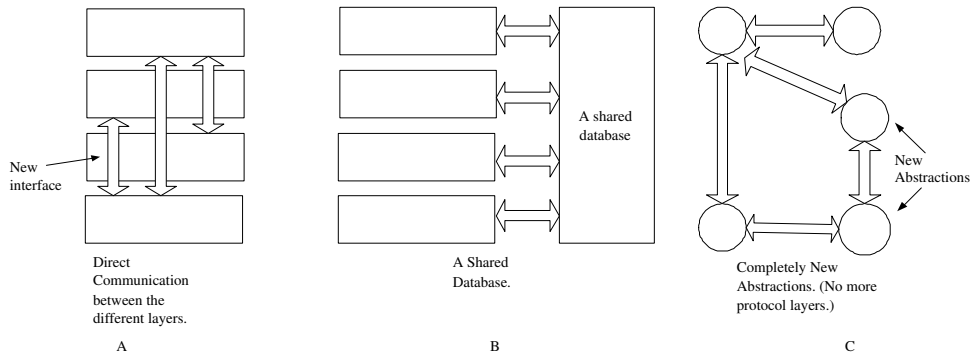 New
interface
Direct
Communication
between the
different layers.
A
A shared
database
A Shared
Database.
B
New
Abstractions
Completely New
Abstractions. (No more
protocol layers.)
C